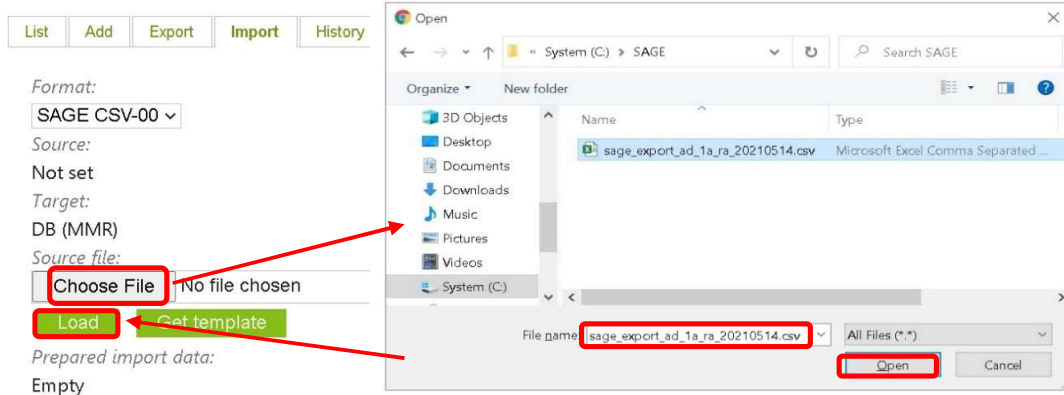 List Add Export Import History
Format:
SAGE CSV-00
Source:
Not set
Target:
DB (MMR)
Source file:
Choose File No file chosen
Load Get template
Prepared import data:
Empty
Open
« System (C:) > SAGE
Search SAGE
Organize New folder
3D Objects
Desktop
Documents
Downloads
Music
Pictures
Videos
System (C:)
Name Type
sage_export_ad_1a_ra_20210514.csv Microsoft Excel Comma Separated ...
File name: sage_export_ad_1a_ra_20210514.csv All Files (*.*)
Open Cancel